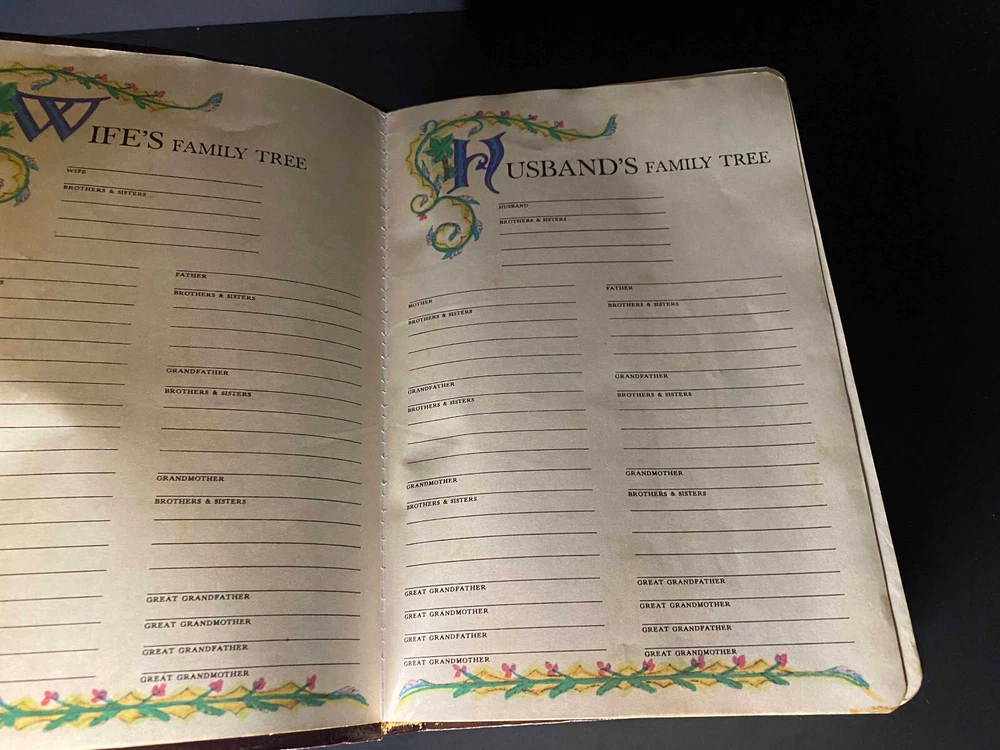 WIFE'S FAMILY TREE
WIFE
BROTHERS & SISTERS
FATHER
BROTHERS & SISTERS
GRANDFATHER
BROTHERS & SISTERS
GRANDMOTHER
BROTHERS & SISTERS
GREAT GRANDFATHER
GREAT GRANDMOTHER
GREAT GRANDFATHER
GREAT GRANDMOTHER
HUSBAND'S FAMILY TREE
HUSBAND
BROTHERS & SISTERS
MOTHER
BROTHERS & SISTERS
GRANDFATHER
BROTHERS & SISTERS
GRANDMOTHER
BROTHERS & SISTERS
GREAT GRANDFATHER
GREAT GRANDMOTHER
GREAT GRANDFATHER
GREAT GRANDMOTHER
FATHER
BROTHERS & SISTERS
GRANDFATHER
BROTHERS & SISTERS
GRANDMOTHER
BROTHERS & SISTERS
GREAT GRANDFATHER
GREAT GRANDMOTHER
GREAT GRANDFATHER
GREAT GRANDMOTHER